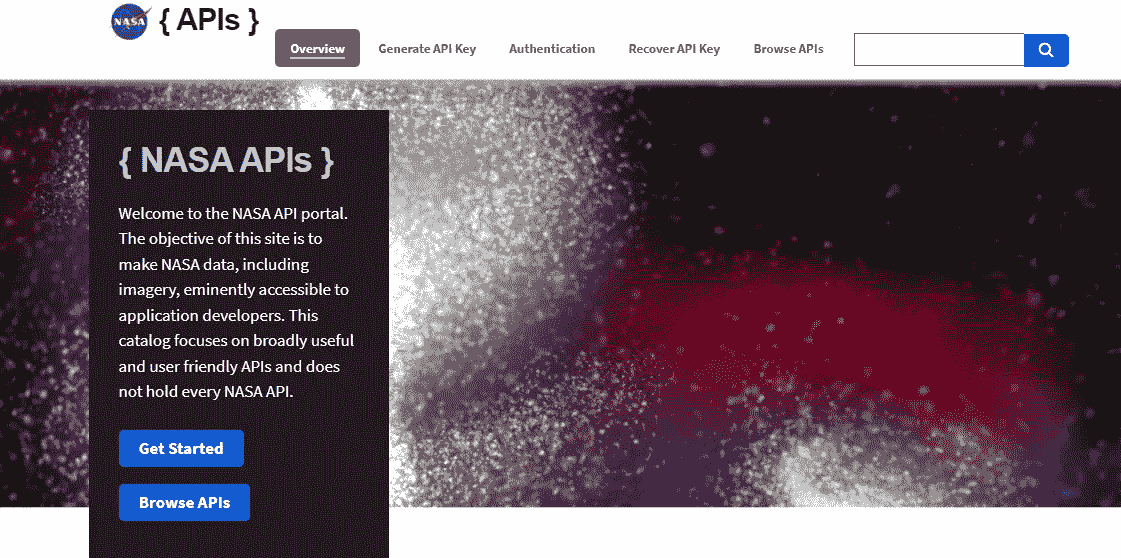 NASA { APIs }
Overview Generate API Key Authentication Recover API Key Browse APIs
{ NASA APIs }
Welcome to the NASA API portal.
The objective of this site is to
make NASA data, including
imagery, eminently accessible to
application developers. This
catalog focuses on broadly useful
and user friendly APIs and does
not hold every NASA API.
Get Started
Browse APIs